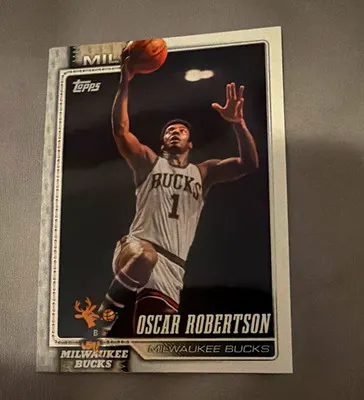 MIL
Topps
BUCKS
1
OSCAR ROBERTSON
MILWAUKEE BUCKS
B
MILWAUKEE
BUCKS